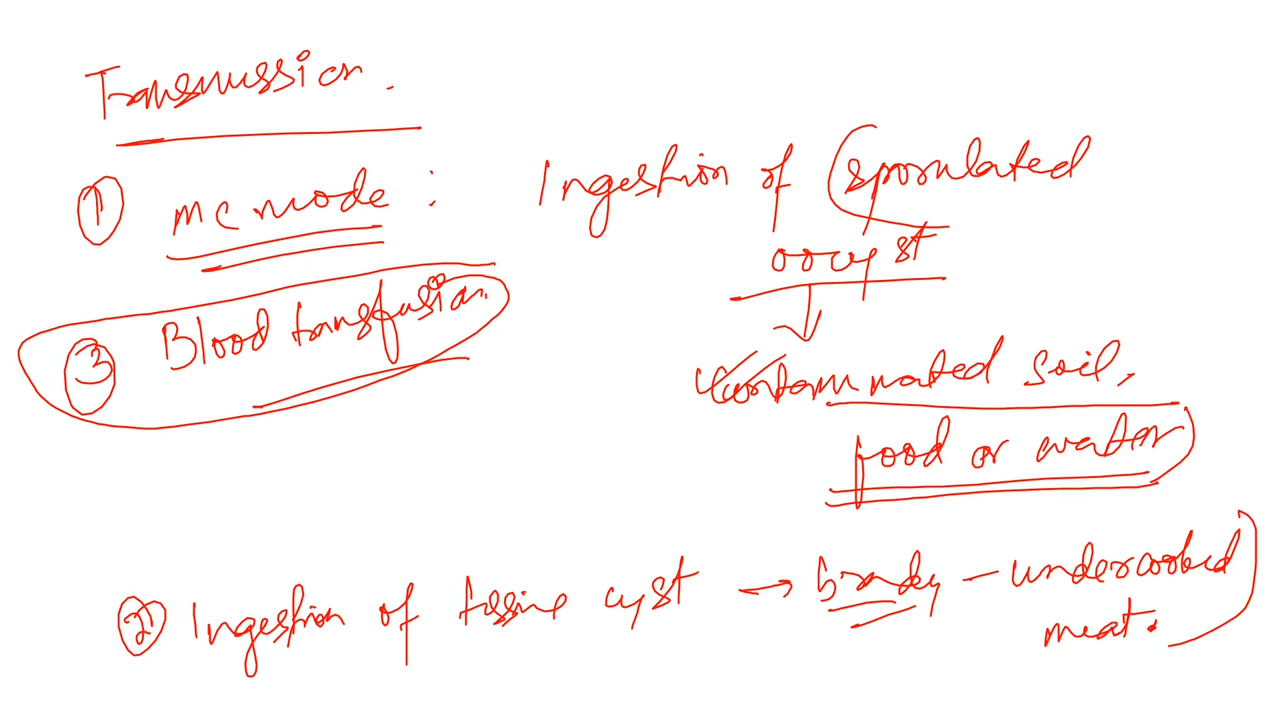 Transmission.
① mc mode : Ingestion of (sporulated
oocyst
↓
Contaminated soil,
food or water)
③ Blood transfusion.
② Ingestion of tissue cyst → brady - undercooked
meat.